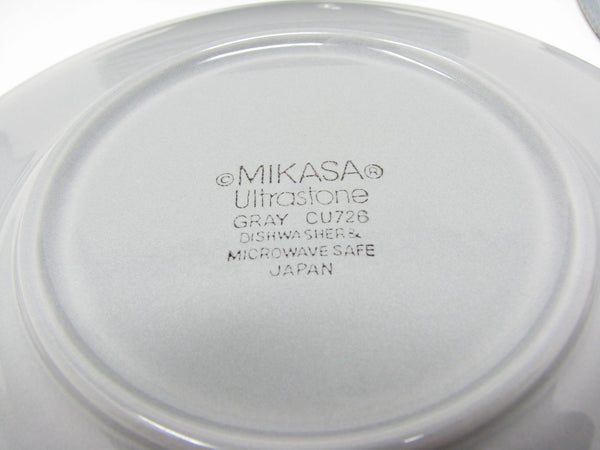 ©MIKASA®
Ultrastone
GRAY CU726
DISHWASHER &
MICROWAVE SAFE
JAPAN